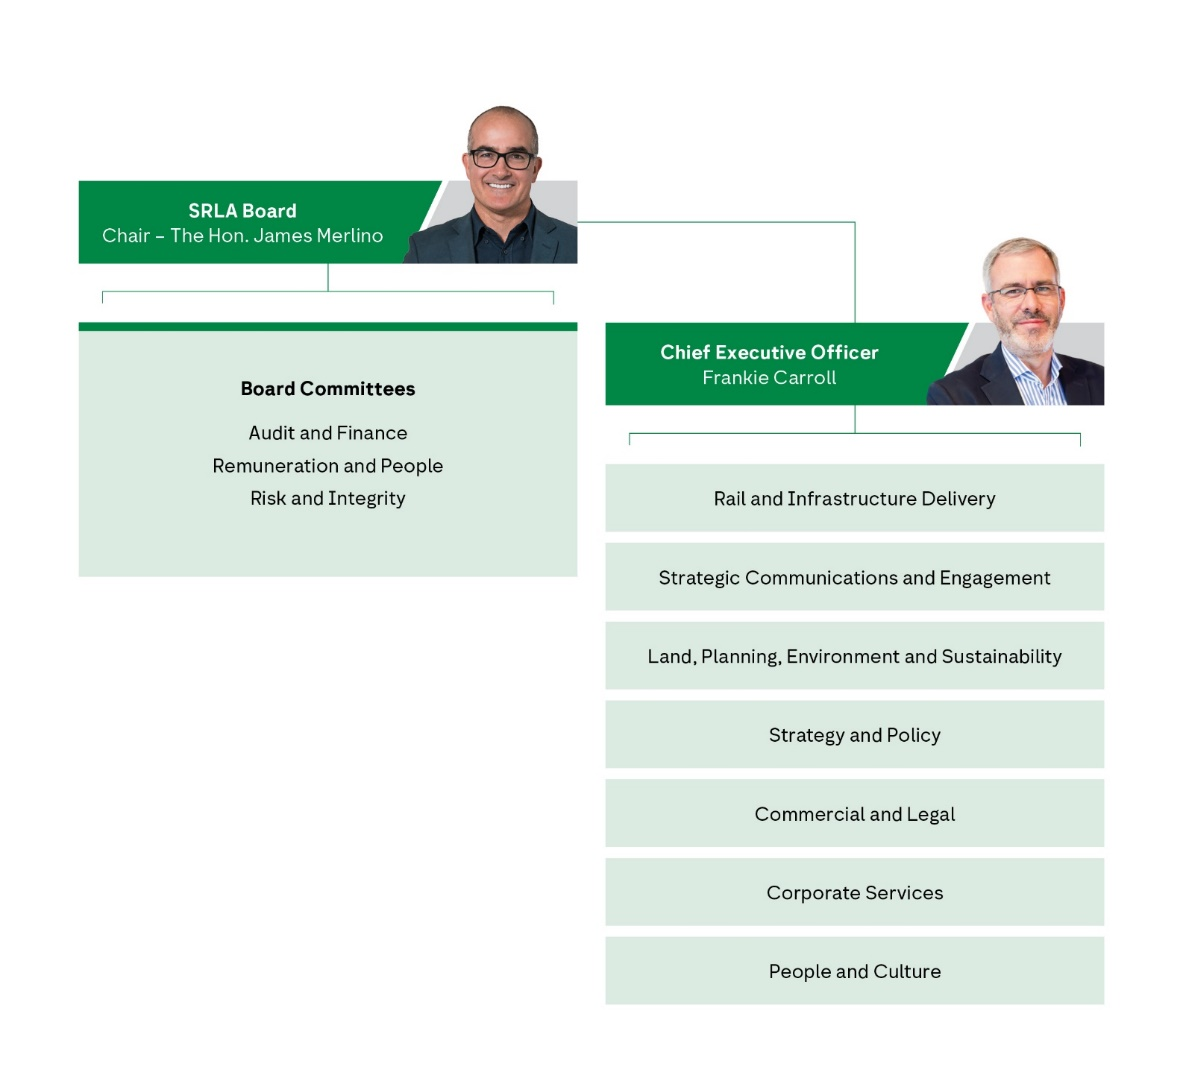 SRLA Board
Chair – The Hon. James Merlino
Board Committees
Audit and Finance
Remuneration and People
Risk and Integrity
Chief Executive Officer
Frankie Carroll
Rail and Infrastructure Delivery
Strategic Communications and Engagement
Land, Planning, Environment and Sustainability
Strategy and Policy
Commercial and Legal
Corporate Services
People and Culture